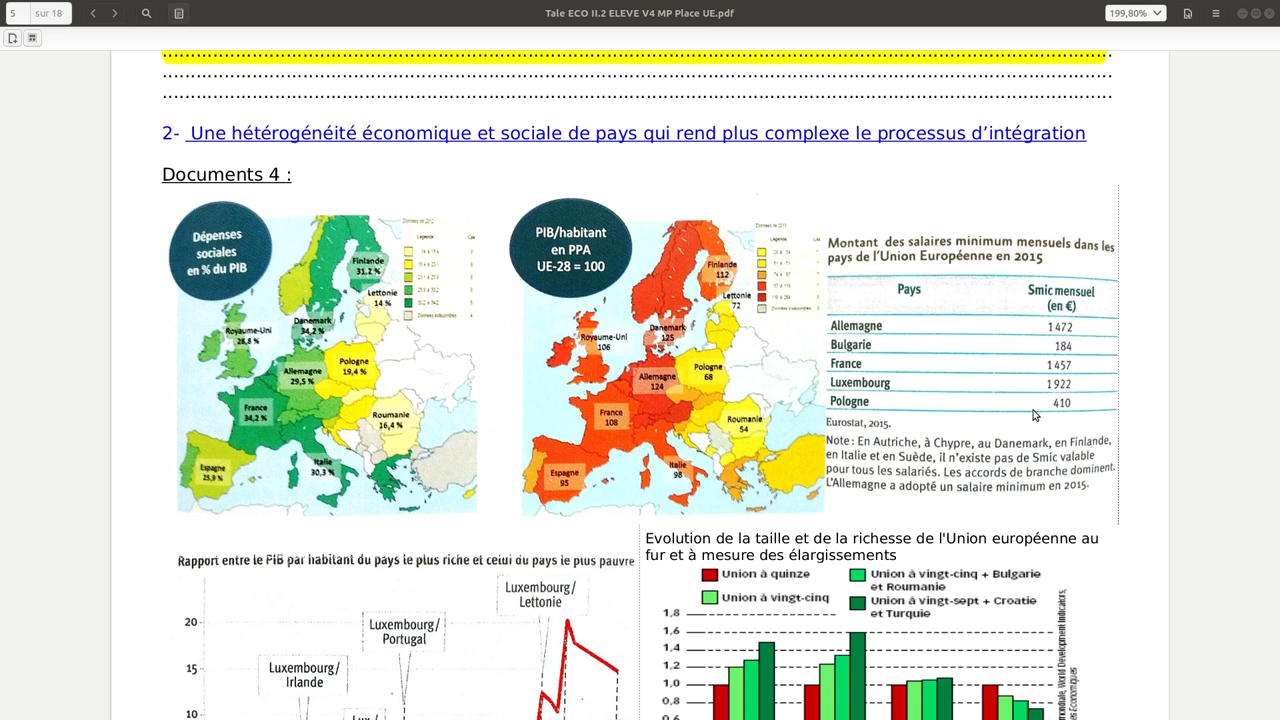 5
sur 18
Tale ECO II.2 ELEVE V4 MP Place UE.pdf
199,80%
2- Une hétérogénéité économique et sociale de pays qui rend plus complexe le processus d’intégration
Documents 4 :
Dépenses
sociales
en % du PIB
Finlande
31,2 %
Lettonie
14 %
Royaume-Uni
28,8 %
Danemark
34,2 %
Pologne
19,4 %
Allemagne
29,5 %
France
34,2 %
Roumanie
16,4 %
Espagne
25,9 %
Italie
30,3 %
PIB/habitant
en PPA
UE-28 = 100
Finlande
112
Lettonie
72
Royaume-Uni
106
Danemark
125
Pologne
68
Allemagne
124
France
108
Roumanie
54
Espagne
95
Italie
98
Montant des salaires minimum mensuels dans les
pays de l’Union Européenne en 2015
Pays
Smic mensuel
(en €)
Allemagne 1 472
Bulgarie 184
France 1 457
Luxembourg 1 922
Pologne 410
Eurostat, 2015.
Note : En Autriche, à Chypre, au Danemark, en Finlande,
en Italie et en Suède, il n’existe pas de Smic valable
pour tous les salariés. Les accords de branche dominent.
L’Allemagne a adopté un salaire minimum en 2015.
Rapport entre le PIB par habitant du pays le plus riche et celui du pays le plus pauvre
Luxembourg/
Lettonie
Luxembourg/
Portugal
Luxembourg/
Irlande
Lux./
20
15
10
Evolution de la taille et de la richesse de l'Union européenne au
fur et à mesure des élargissements
Union à quinze
Union à vingt-cinq
Union à vingt-cinq + Bulgarie
et Roumanie
Union à vingt-sept + Croatie
et Turquie
1,8
1,6
1,4
1,2
1,0
0,8
0,6
mondiale, World Development Indicators,
es Économiques